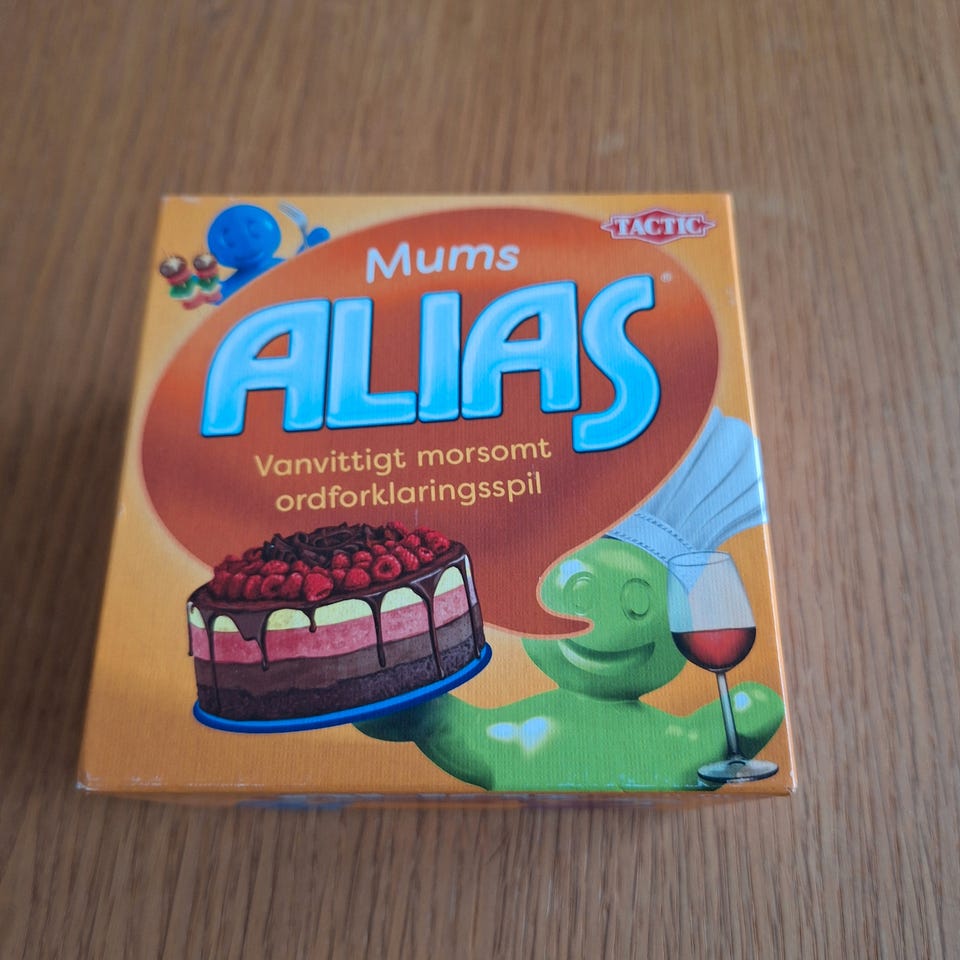 TACTIC
Mums
ALIAS®
Vanvittigt morsomt
ordforklaringsspil